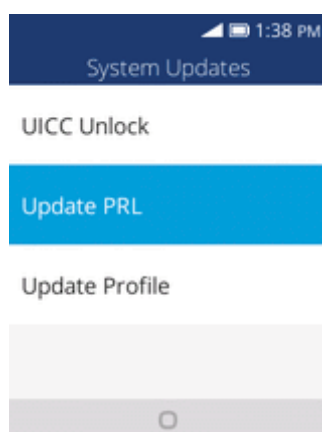 1:38 PM
System Updates
UICC Unlock
Update PRL
Update Profile